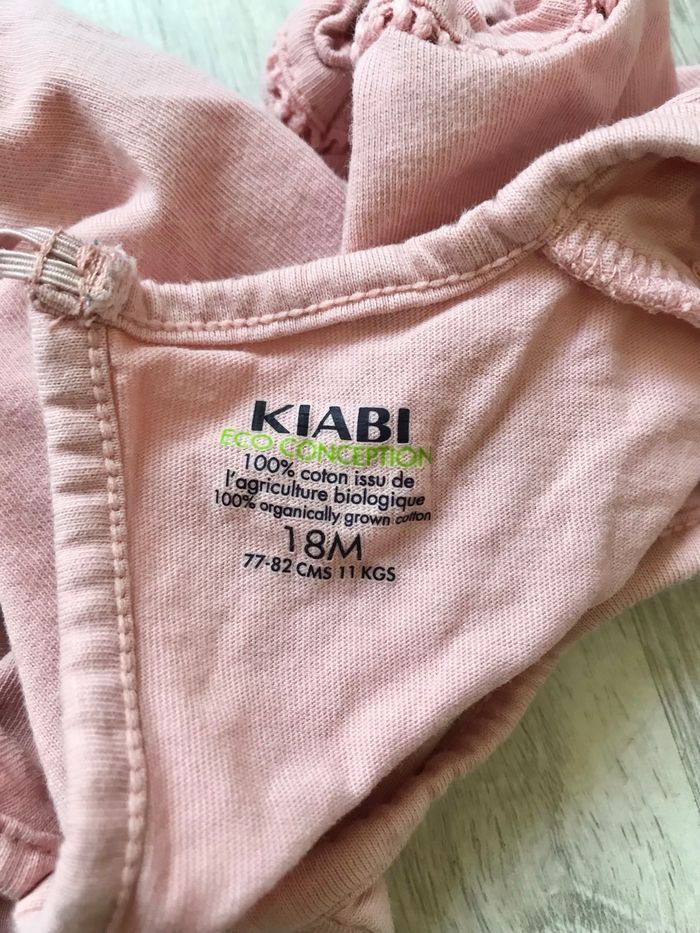 KIABI
ECO CONCEPTION
100% coton issu de
l'agriculture biologique
100% organically grown cotton
18M
77-82 CMS 11 KGS